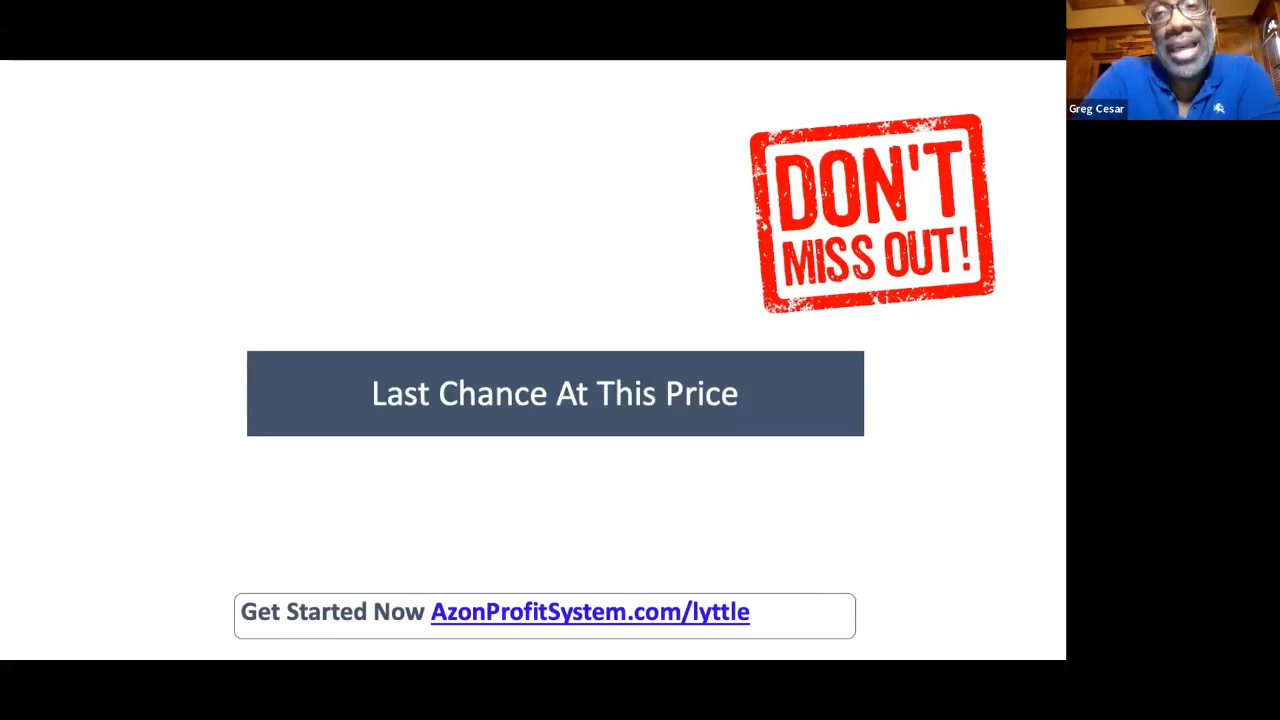 Greg Cesar
DON'T
MISS OUT!
Last Chance At This Price
Get Started Now AzonProfitSystem.com/lyttle